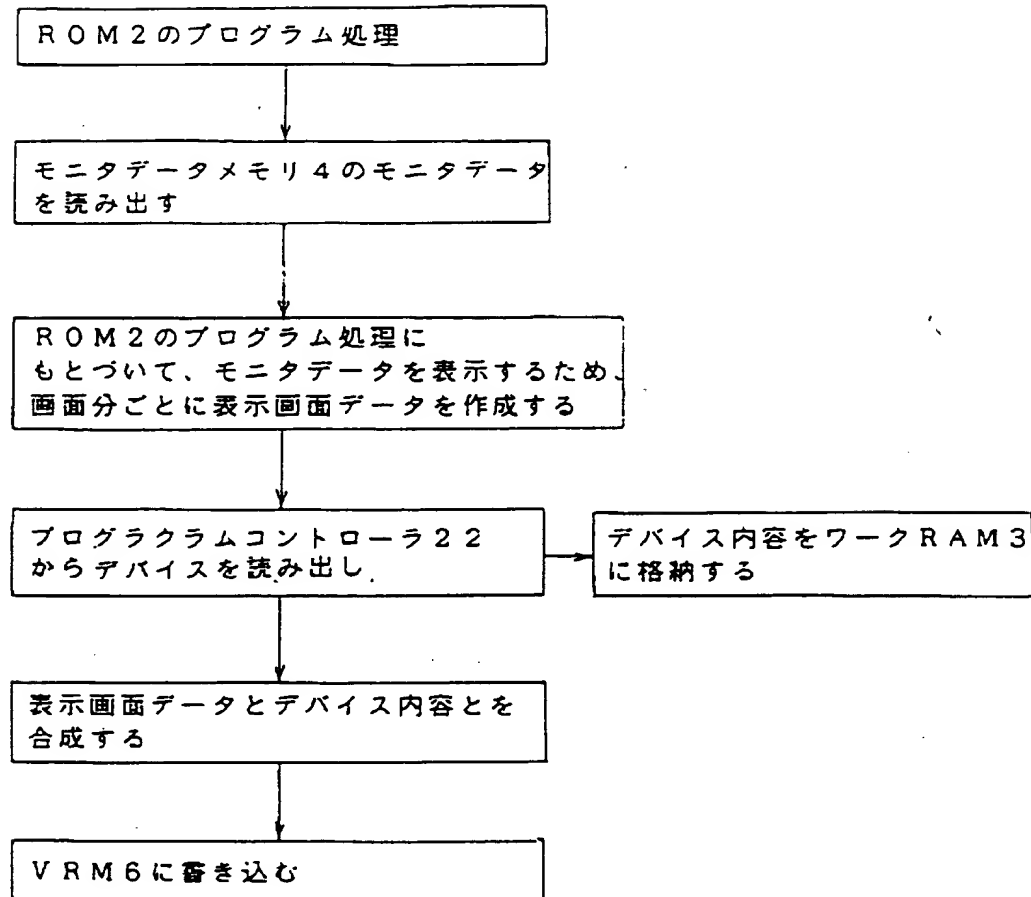 ROM2のプログラム処理
モニタデータメモリ4のモニタデータ
を読み出す
ROM2のプログラム処理に
もとづいて、モニタデータを表示するため、
画面分ごとに表示画面データを作成する
プログラクラムコントローラ22
からデバイスを読み出し
デバイス内容をワークRAM3
に格納する
表示画面データとデバイス内容とを
合成する
VRM6に書き込む